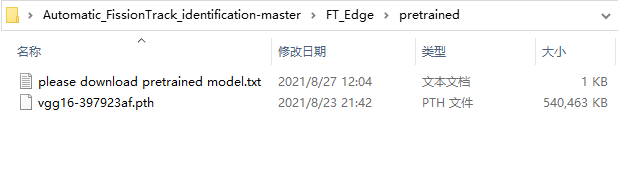 Automatic_FissionTrack_identification-master > FT_Edge > pretrained
名称 修改日期 类型 大小
please download pretrained model.txt 2021/8/27 12:04 文本文档 1 KB
vgg16-397923af.pth 2021/8/23 21:42 PTH 文件 540,463 KB